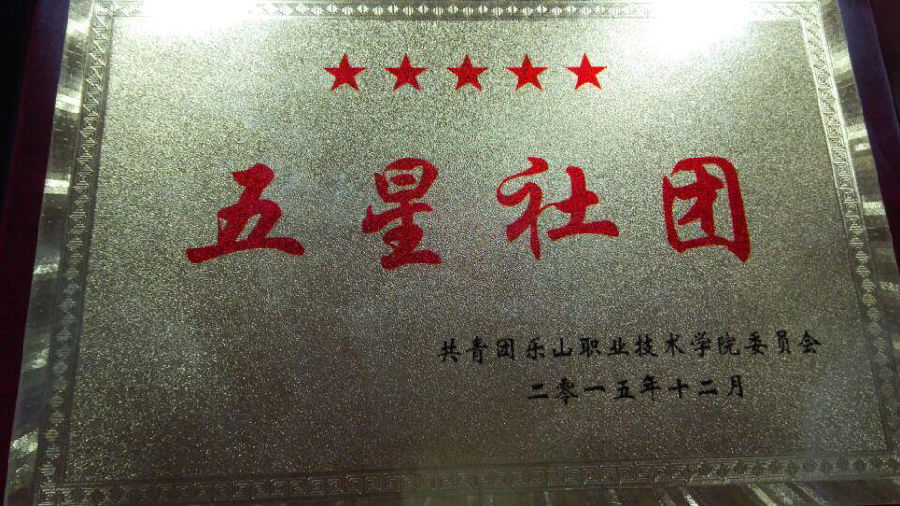 五星社团
共青团乐山职业技术学院委员会
二零一五年十二月